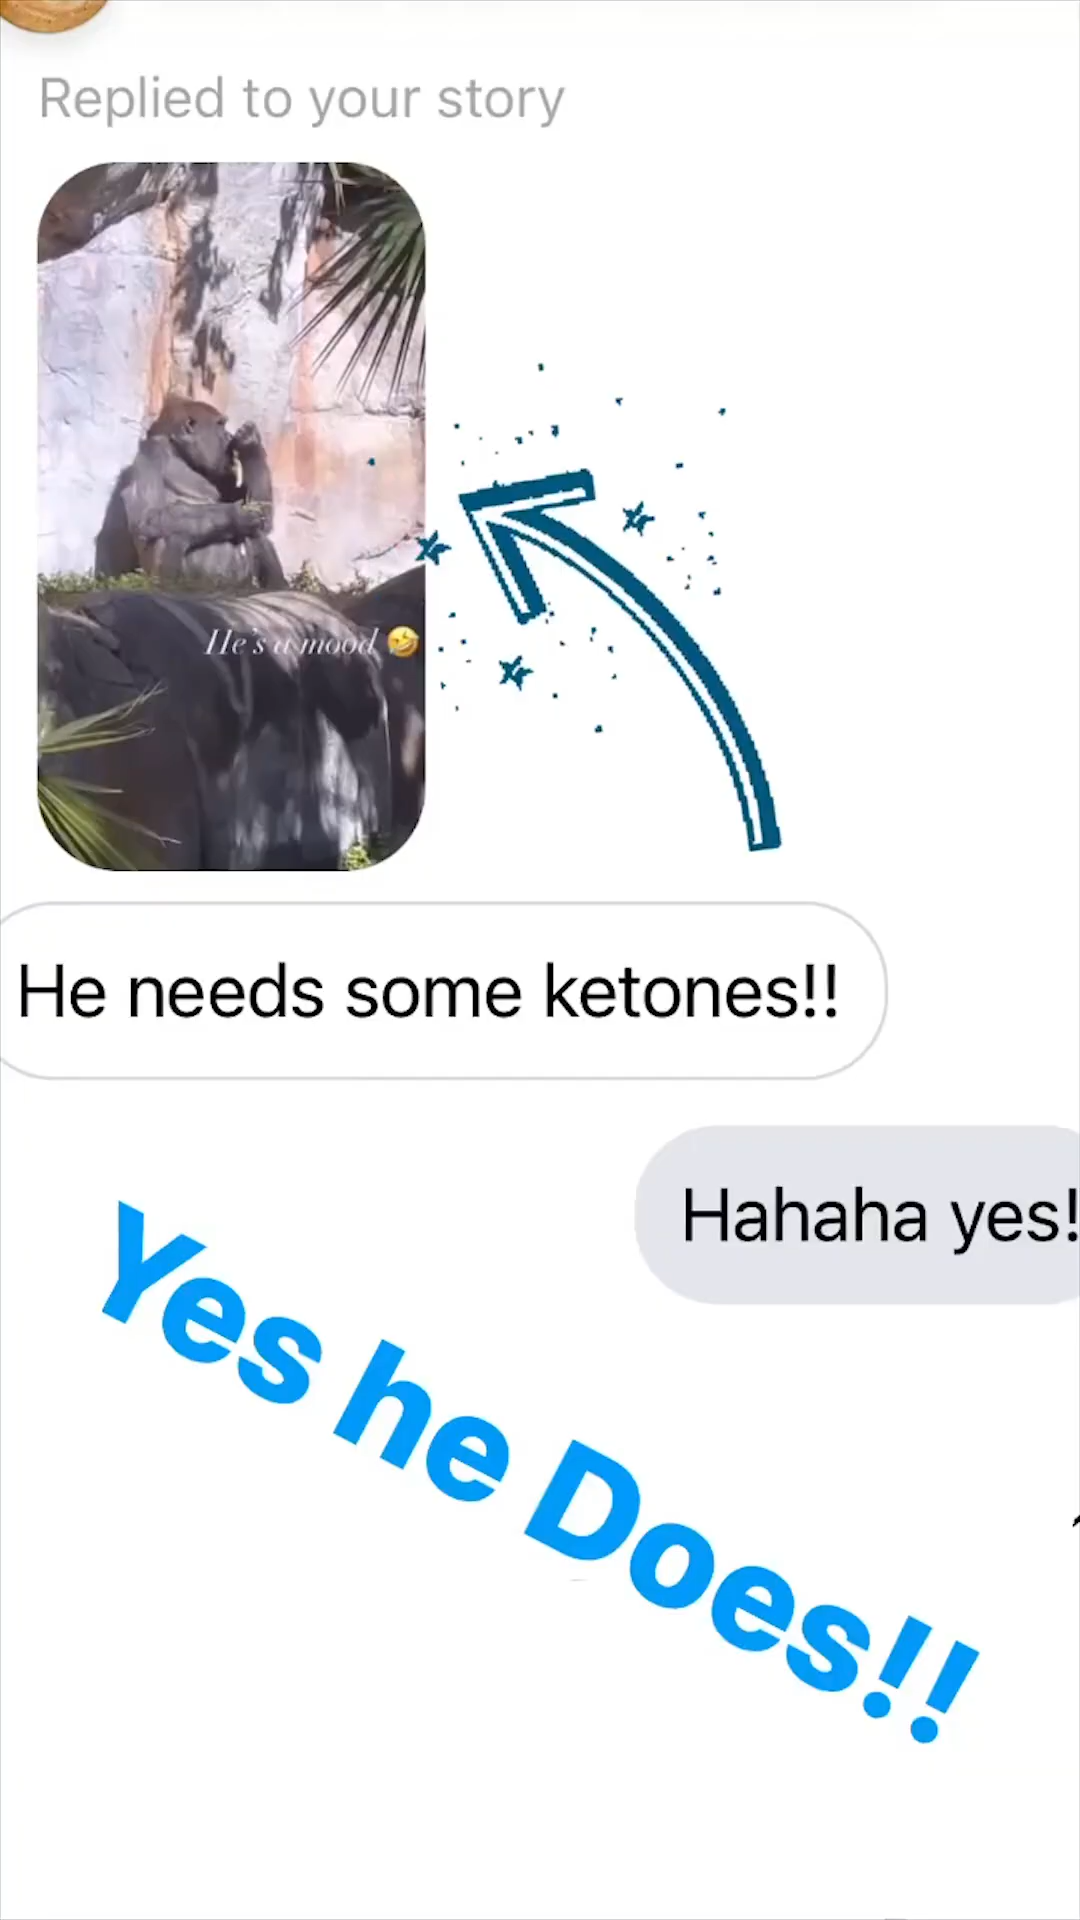 Replied to your story
He's a mood 🤣
He needs some ketones!!
Hahaha yes!
Yes he Does!!